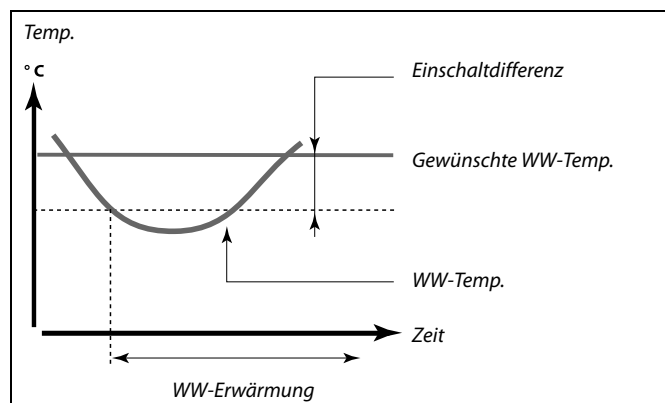 Temp.
° C
Einschaltdifferenz
Gewünschte WW-Temp.
WW-Temp.
Zeit
WW-Erwärmung